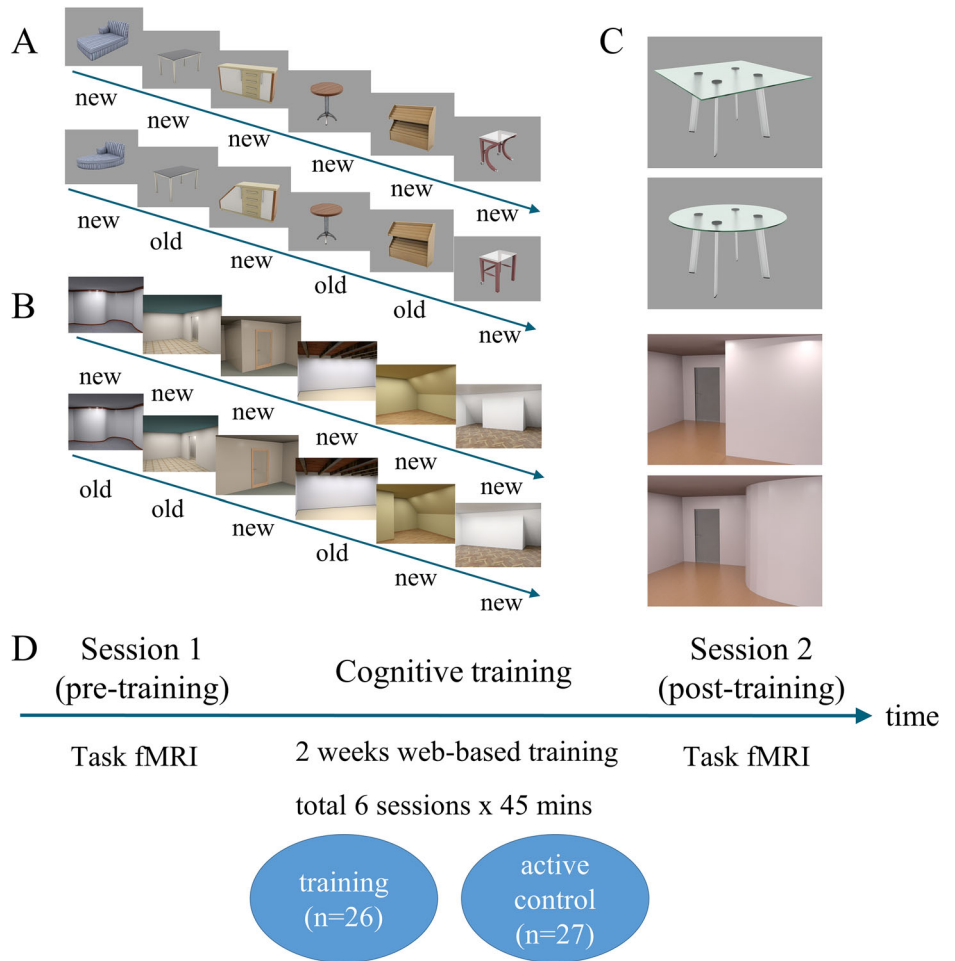 A
new
new
new
new
new
new
new
old
new
old
old
new
B
new
new
new
new
new
new
old
old
new
old
new
new
C
D
Session 1
(pre-training)
Cognitive training
Session 2
(post-training)
time
Task fMRI
2 weeks web-based training
Task fMRI
total 6 sessions x 45 mins
training
(n=26)
active
control
(n=27)